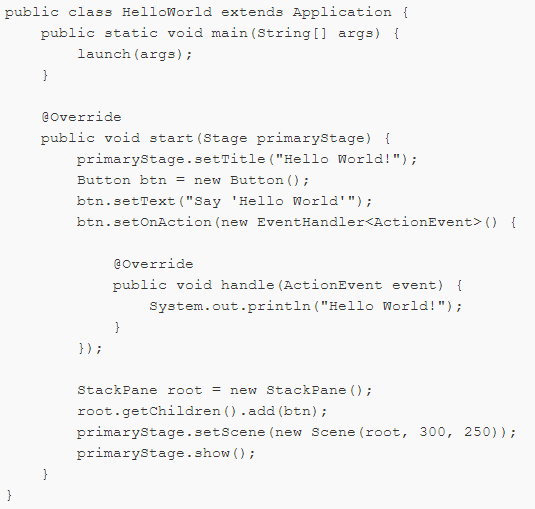 public class HelloWorld extends Application {
    public static void main(String[] args) {
        launch(args);
    }

    @Override
    public void start(Stage primaryStage) {
        primaryStage.setTitle("Hello World!");
        Button btn = new Button();
        btn.setText("Say 'Hello World'");
        btn.setOnAction(new EventHandler<ActionEvent>() {

            @Override
            public void handle(ActionEvent event) {
                System.out.println("Hello World!");
            }
        });

        StackPane root = new StackPane();
        root.getChildren().add(btn);
        primaryStage.setScene(new Scene(root, 300, 250));
        primaryStage.show();
    }
}